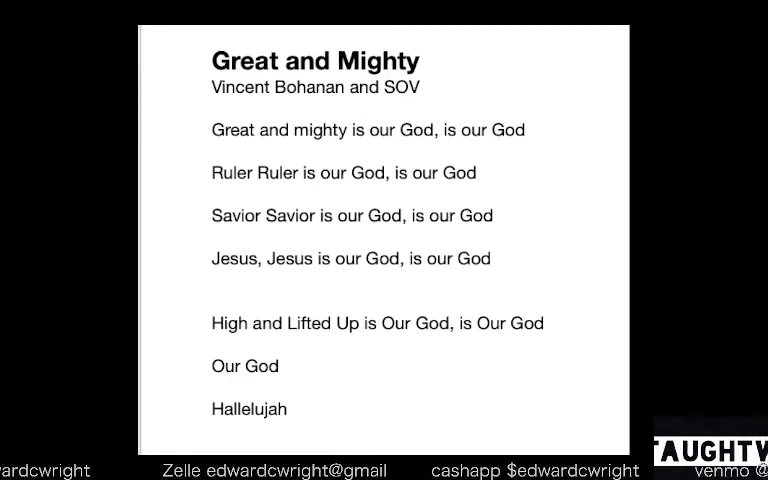 Great and Mighty
Vincent Bohanan and SOV
Great and mighty is our God, is our God
Ruler Ruler is our God, is our God
Savior Savior is our God, is our God
Jesus, Jesus is our God, is our God
High and Lifted Up is Our God, is Our God
Our God
Hallelujah
TAUGHTW
wardcwright Zelle edwardcwright@gmail cashapp $edwardcwright venmo @